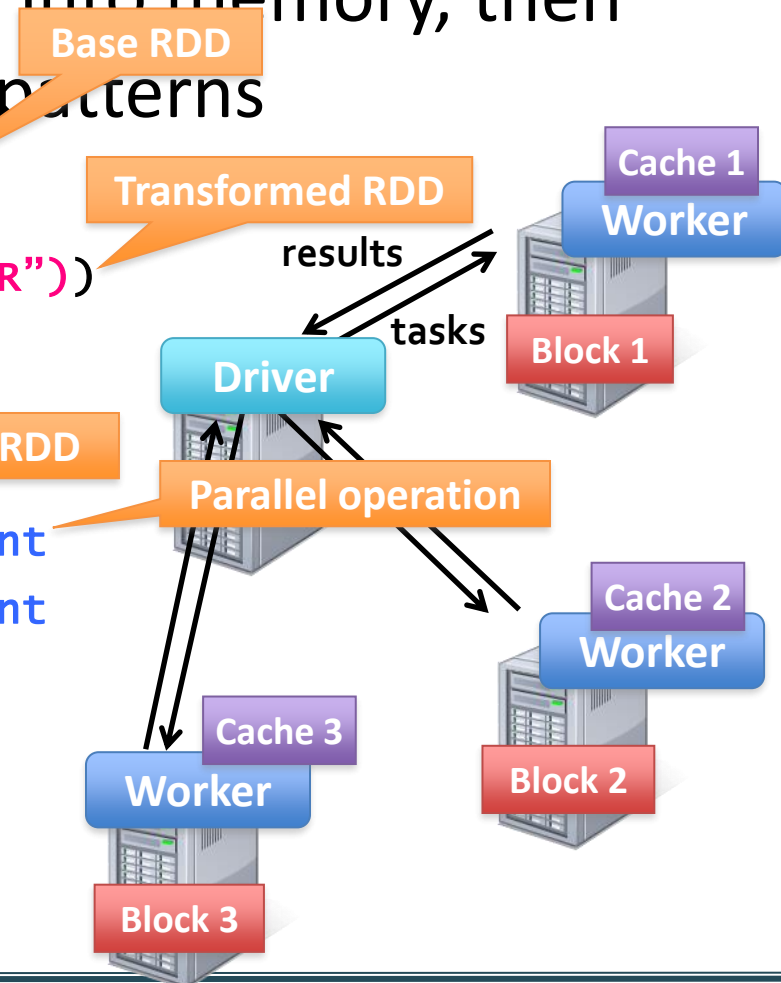 into memory, then
Base RDD
patterns
Cache 1
Transformed RDD
Worker
results
R”))
tasks
Block 1
Driver
RDD
Parallel operation
nt
Cache 2
nt
Worker
Cache 3
Block 2
Worker
Block 3